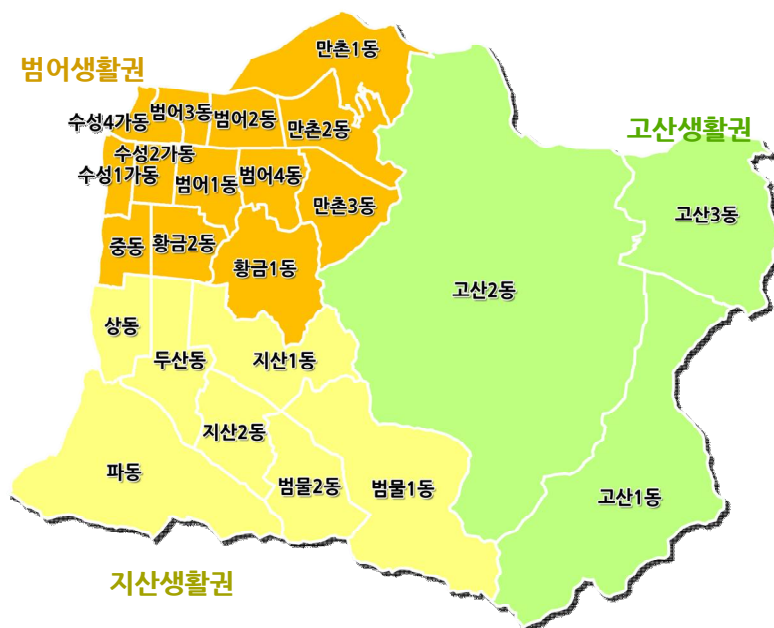 만촌1동
범어생활권
범어3동
수성4가동
범어2동
만촌2동
고산생활권
수성2가동
수성1가동
범어1동
범어4동
만촌3동
고산3동
중동
황금2동
황금1동
고산2동
상동
두산동
지산1동
지산2동
파동
범물2동
범물1동
고산1동
지산생활권